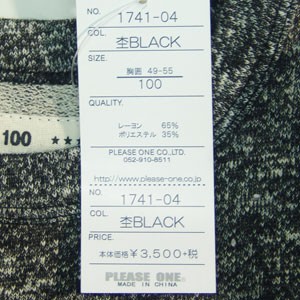 NO. 1741-04
COL. 杢BLACK
SIZE.
胸囲 49-55
100
QUALITY.
レーヨン 65%
ポリエステル 35%
PLEASE ONE CO.,LTD.
052-910-8511
http://www.please-one.co.jp
NO. 1741-04
COL. 杢BLACK
PRICE.
本体価格¥3,500+税
PLEASE ONE.
MADE IN CHINA
100 ★★★